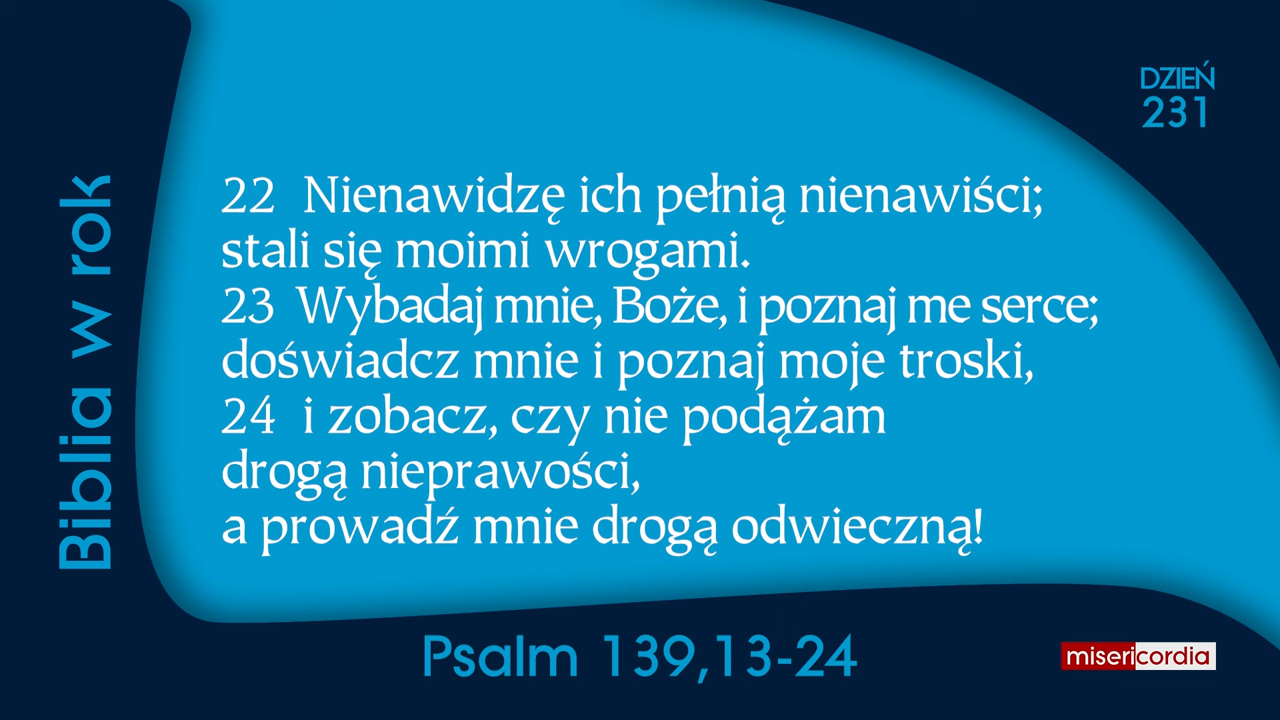 DZIEŃ
231
Biblia w rok
22 Nienawidzę ich pełnią nienawiści;
stali się moimi wrogami.
23 Wybadaj mnie, Boże, i poznaj me serce;
doświadcz mnie i poznaj moje troski,
24 i zobacz, czy nie podążam
drogą nieprawości,
a prowadź mnie drogą odwieczną!
Psalm 139,13-24
misericordia